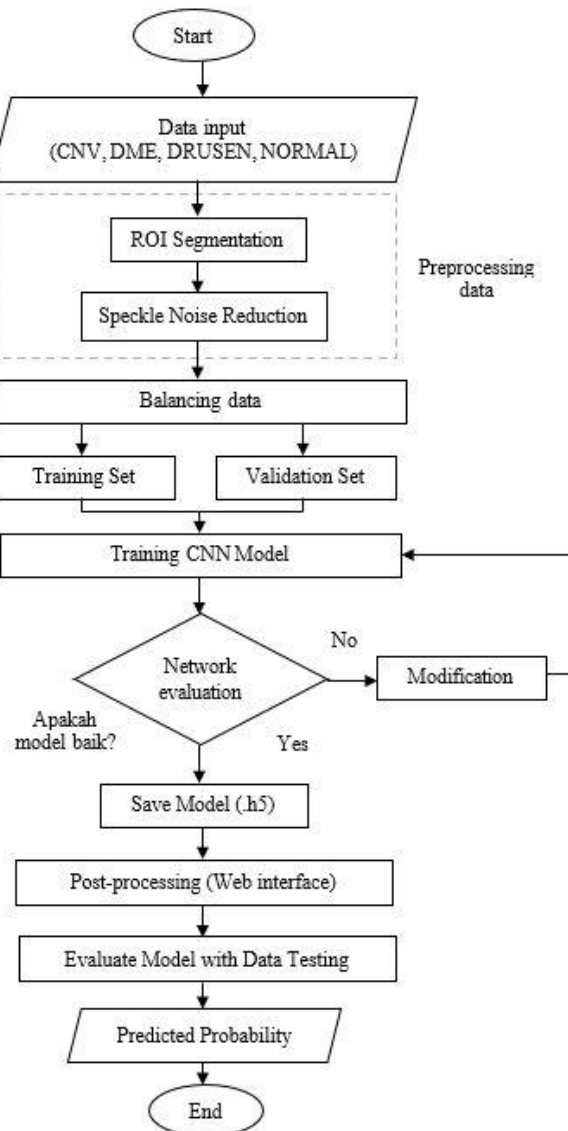 Start
Data input
(CNV, DME, DRUSEN, NORMAL)
ROI Segmentation
Speckle Noise Reduction
Preprocessing
data
Balancing data
Training Set
Validation Set
Training CNN Model
Network
evaluation
No
Modification
Apakah
model baik?
Yes
Save Model (.h5)
Post-processing (Web interface)
Evaluate Model with Data Testing
Predicted Probability
End